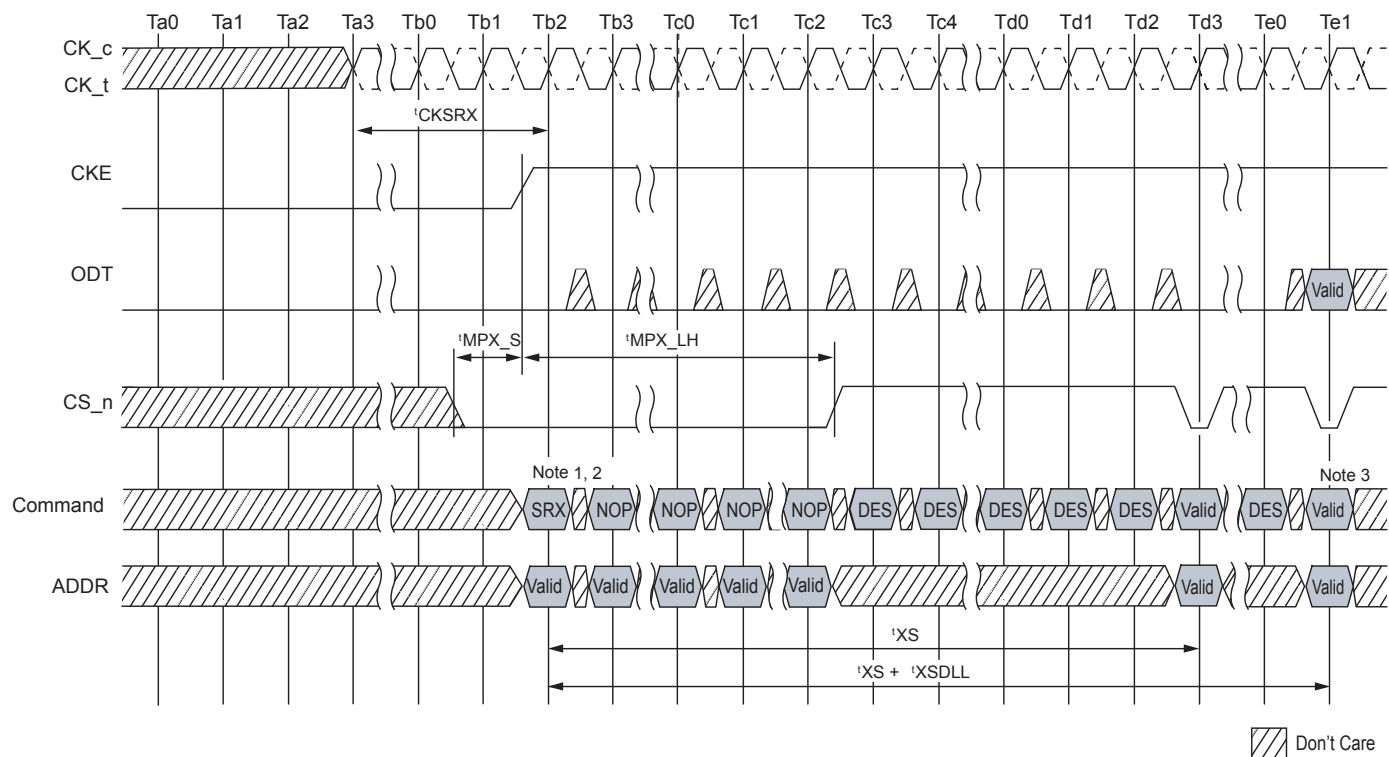 Ta0 Ta1 Ta2 Ta3 Tb0 Tb1 Tb2 Tb3 Tc0 Tc1 Tc2 Tc3 Tc4 Td0 Td1 Td2 Td3 Te0 Te1
CK_c
CK_t
tCKSRX
CKE
ODT
Valid
tMPX_S
tMPX_LH
CS_n
Note 1, 2
Note 3
Command
SRX NOP NOP NOP NOP DES DES DES DES DES Valid DES Valid
ADDR
Valid Valid Valid Valid Valid Valid Valid
tXS
tXS + tXSDLL
Don't Care